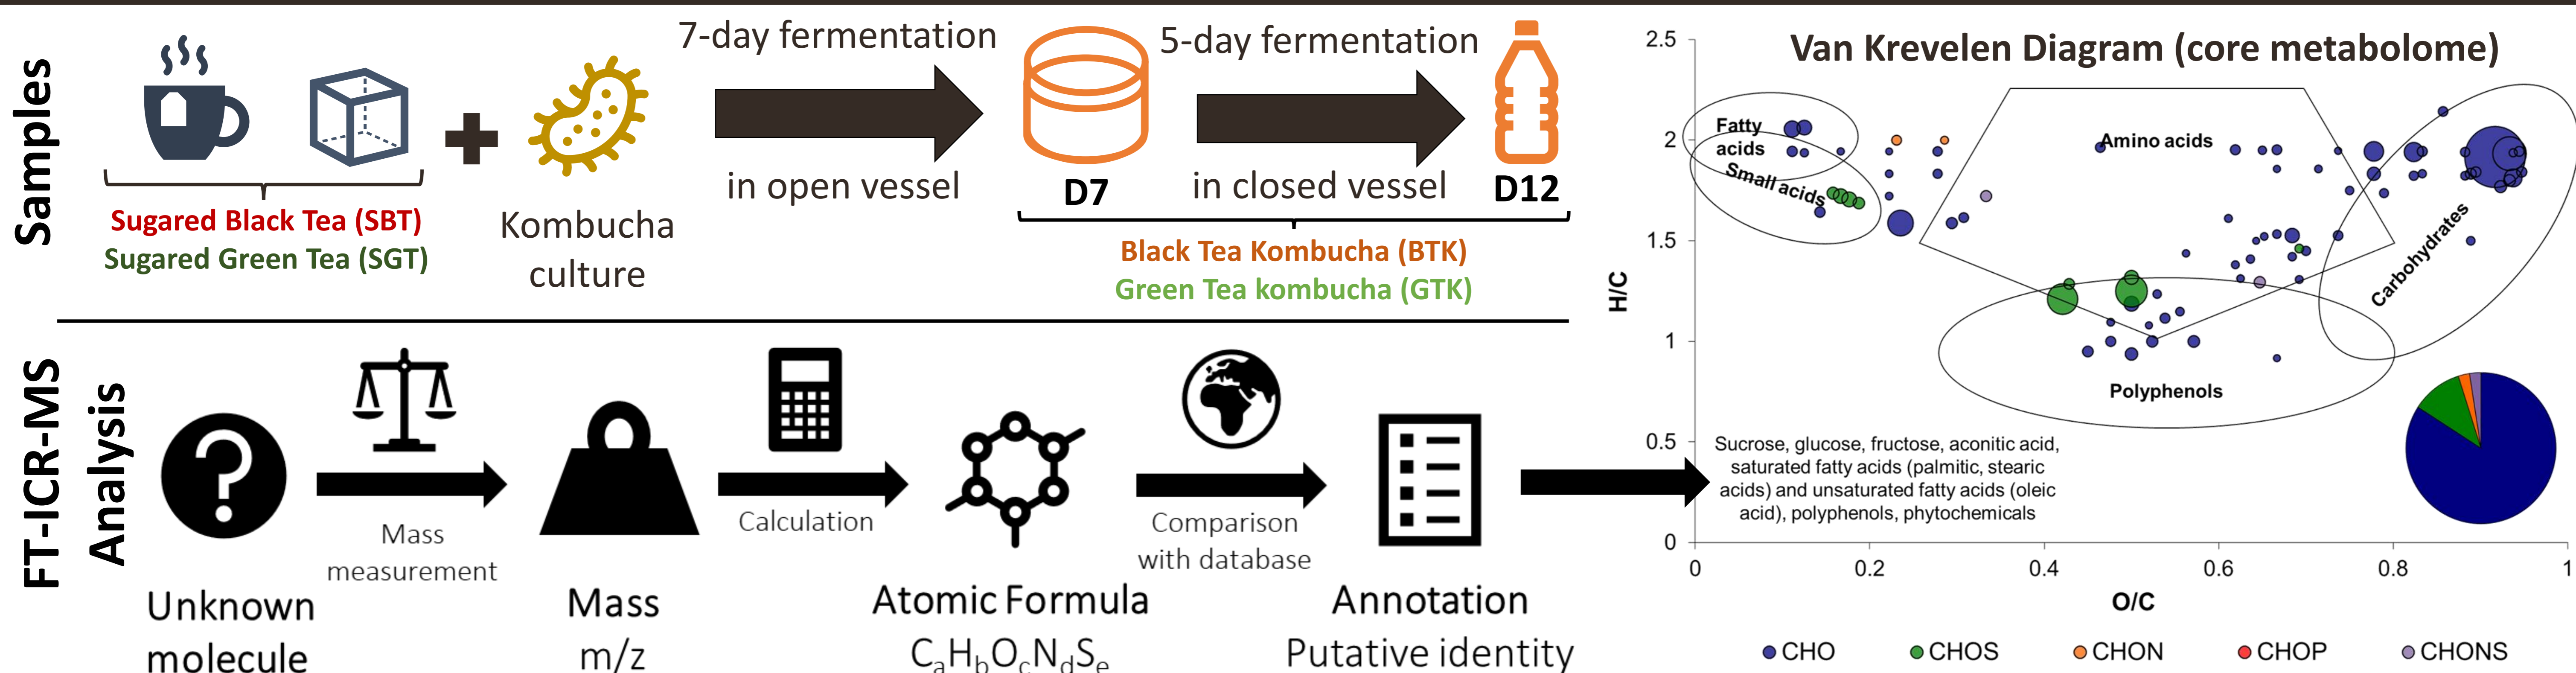 Samples
7-day fermentation
in open vessel
5-day fermentation
in closed vessel
D7
D12
Sugared Black Tea (SBT)
Sugared Green Tea (SGT)
Kombucha
culture
Black Tea Kombucha (BTK)
Green Tea kombucha (GTK)
FT-ICR-MS
Analysis
Unknown
molecule
Mass
measurement
Mass
m/z
Calculation
Atomic Formula
CaHbOcNdSe
Comparison
with database
Annotation
Putative identity
Van Krevelen Diagram (core metabolome)
H/C
2.5
2
1.5
1
0.5
0
Fatty
acids
Small acids
Amino acids
Carbohydrates
Polyphenols
Sucrose, glucose, fructose, aconitic acid,
saturated fatty acids (palmitic, stearic
acids) and unsaturated fatty acids (oleic
acid), polyphenols, phytochemicals
0
0.2
0.4
0.6
0.8
1
O/C
CHO
CHOS
CHON
CHOP
CHONS